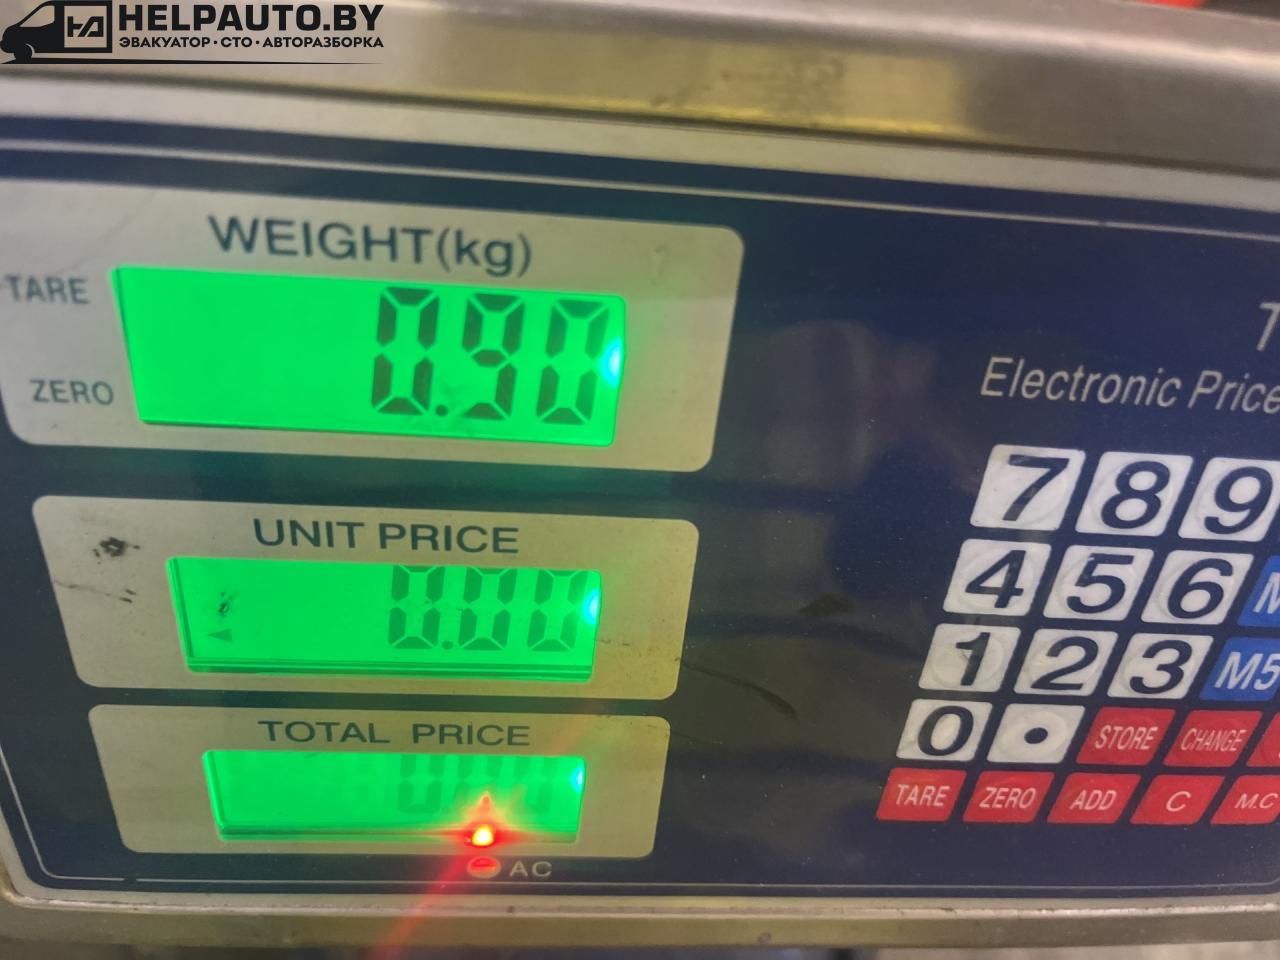 HELPAUTO.BY
ЭВАКУАТОР · СТО · АВТОРАЗБОРКА
WEIGHT(kg)
TARE
0.90
ZERO
Electronic Price
UNIT PRICE
0.00
TOTAL PRICE
AC
7 8 9
4 5 6
1 2 3 M5
0 • STORE CHANGE
TARE ZERO ADD C M.C